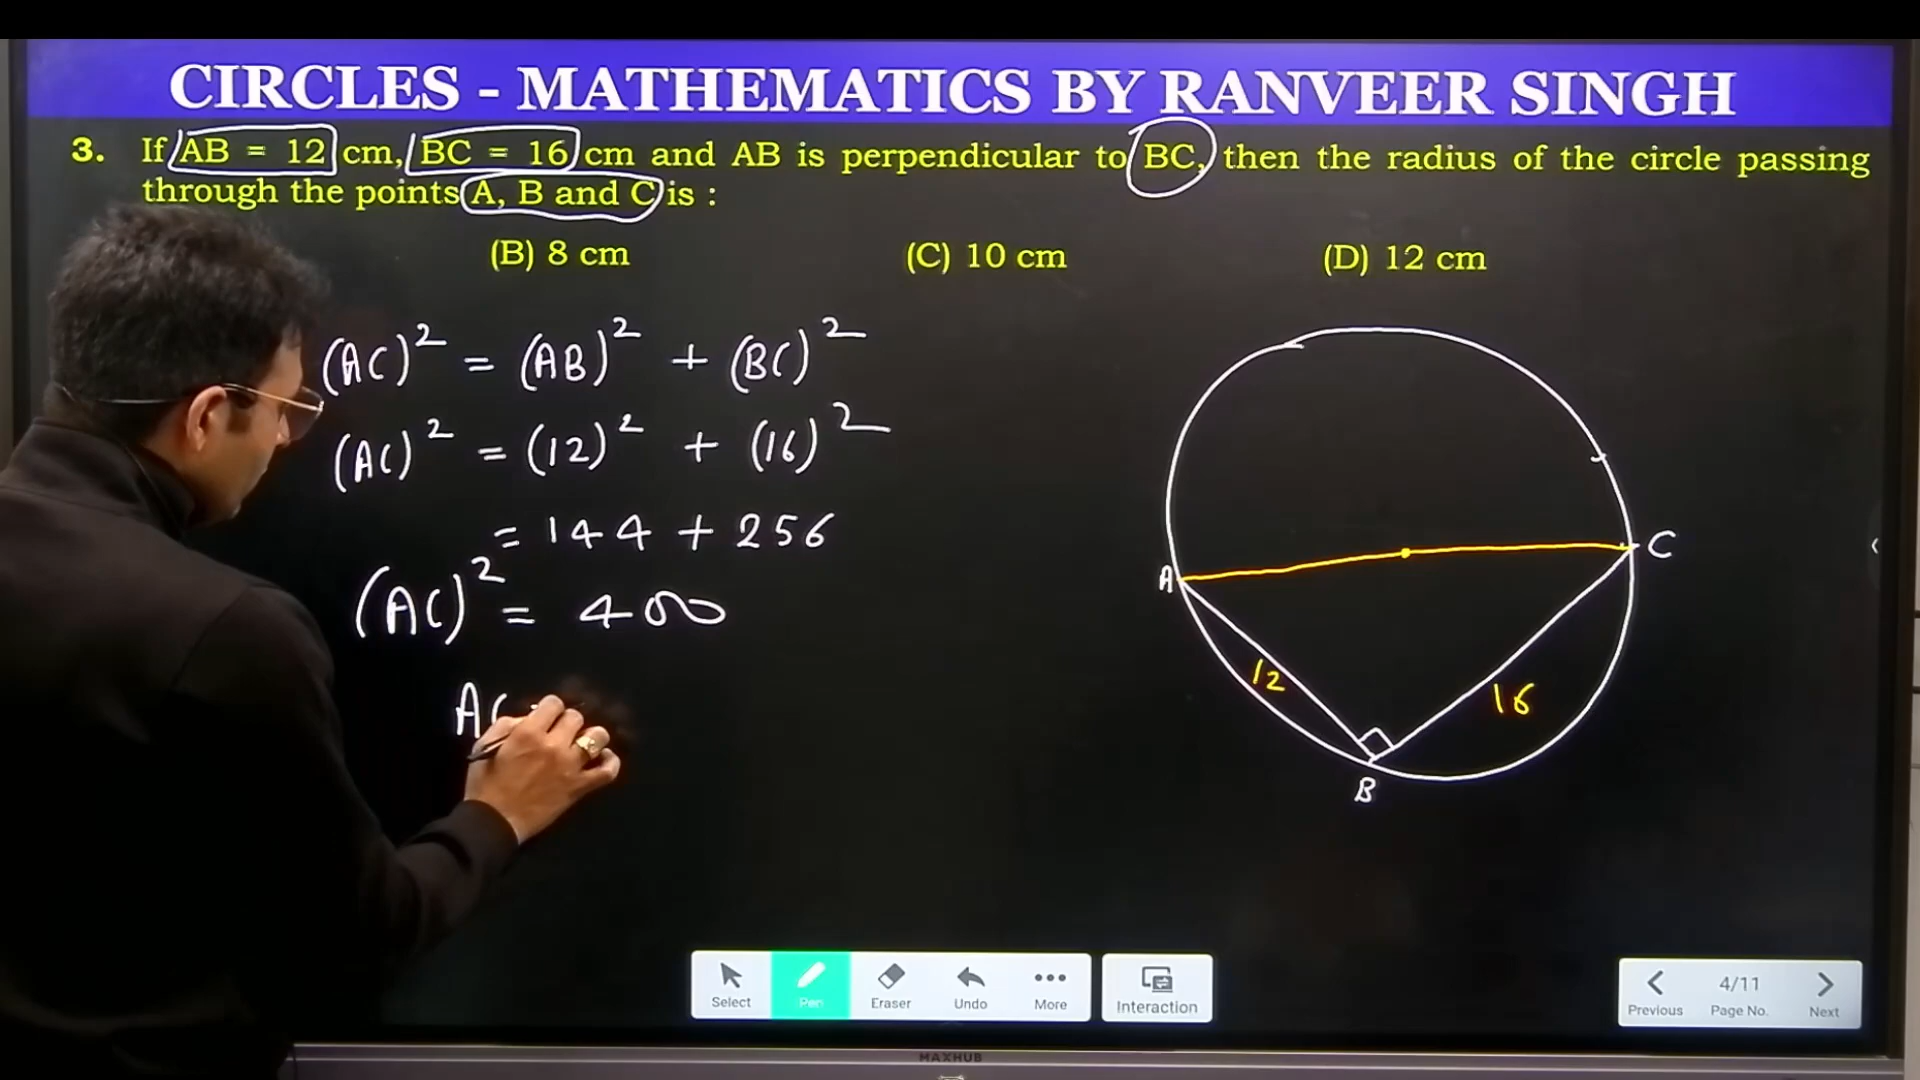 CIRCLES - MATHEMATICS BY RANVEER SINGH
3. If AB = 12 cm, BC = 16 cm and AB is perpendicular to BC, then the radius of the circle passing
through the points A, B and C is :
(B) 8 cm (C) 10 cm (D) 12 cm
(AC)² = (AB)² + (BC)²
(AC)² = (12)² + (16)²
= 144 + 256
(AC)² = 400
A
A
C
12
16
B
Select Pen Eraser Undo More Interaction
Previous 4/11 Page No. Next
MAXHUB